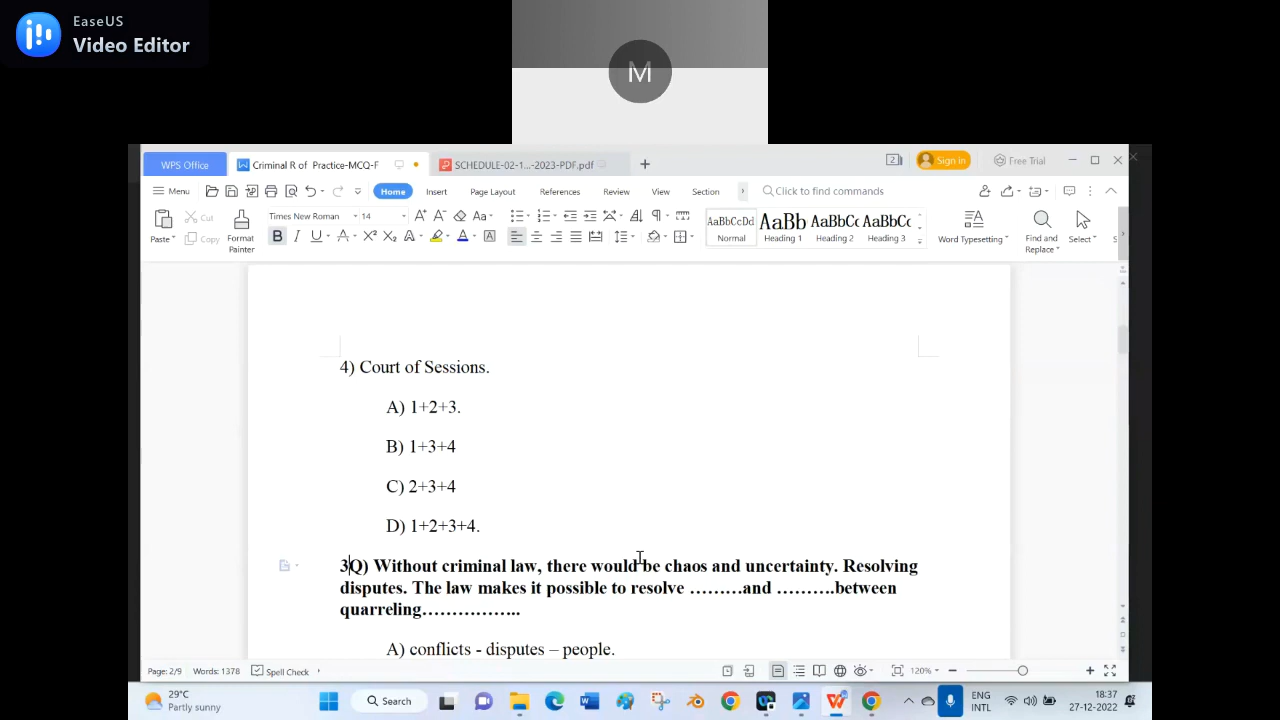 EaseUS
Video Editor
M
WPS Office
Criminal R of Practice-MCQ-F
SCHEDULE-02-1...-2023-PDF.pdf
2
Sign in
Free Trial
Menu
Home
Insert
Page Layout
References
Review
View
Section
Click to find commands
Paste
Cut
Copy
Format
Painter
Times New Roman
14
AaBbCcDd
Normal
AaBb
Heading 1
AaBbCc
Heading 2
AaBbCc
Heading 3
Word Typesetting
Find and
Replace
Select
4) Court of Sessions.
A) 1+2+3.
B) 1+3+4
C) 2+3+4
D) 1+2+3+4.
3Q) Without criminal law, there would be chaos and uncertainty. Resolving
disputes. The law makes it possible to resolve ………and ……….between
quarreling……………..
A) conflicts - disputes – people.
Page: 2/9
Words: 1378
Spell Check
120%
29°C
Partly sunny
Search
ENG
INTL
18:37
27-12-2022